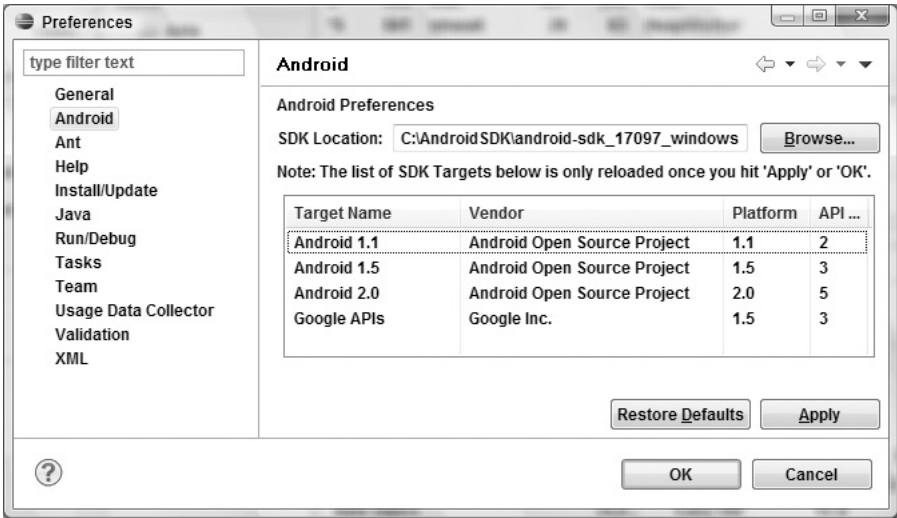 Preferences
type filter text
General
Android
Ant
Help
Install/Update
Java
Run/Debug
Tasks
Team
Usage Data Collector
Validation
XML
Android
Android Preferences
SDK Location: C:\AndroidSDK\android-sdk_17097_windows Browse...
Note: The list of SDK Targets below is only reloaded once you hit 'Apply' or 'OK'.
Target Name Vendor Platform API ...
Android 1.1 Android Open Source Project 1.1 2
Android 1.5 Android Open Source Project 1.5 3
Android 2.0 Android Open Source Project 2.0 5
Google APIs Google Inc. 1.5 3
Restore Defaults Apply
? OK Cancel